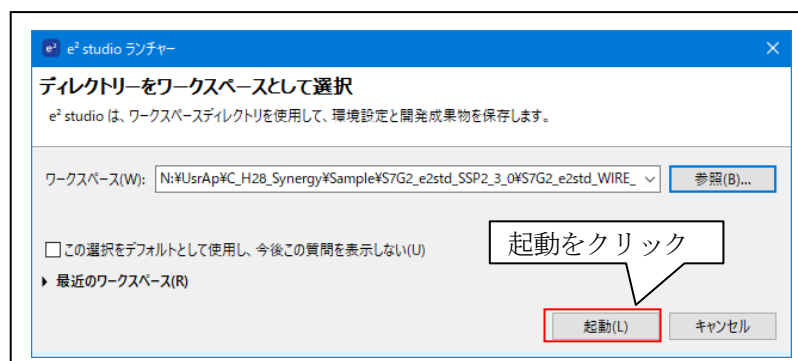 e² studio ランチャー
ディレクトリーをワークスペースとして選択
e² studio は、ワークスペースディレクトリを使用して、環境設定と開発成果物を保存します。
ワークスペース(W): N:¥UsrAp¥C_H28_Synergy¥Sample¥S7G2_e2std_SSP2_3_0¥S7G2_e2std_WIRE_ 参照(B)...
起動をクリック
この選択をデフォルトとして使用し、今後この質問を表示しない(U)
最近のワークスペース(R)
起動(L) キャンセル